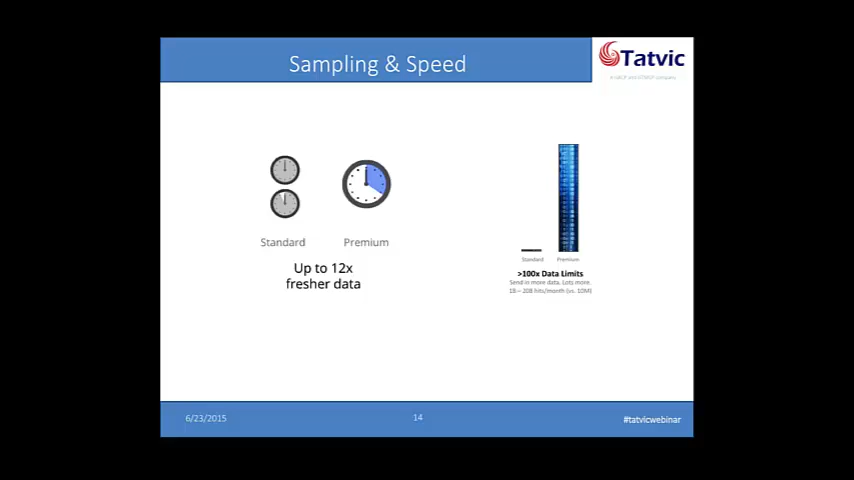 Sampling & Speed
Tatvic
Standard
Premium
Up to 12x
fresher data
Standard
Premium
>100x Data Limits
Send in more data. Lots more.
1B – 20B hits/month (vs. 10M)
6/23/2015
14
#tatvicwebinar